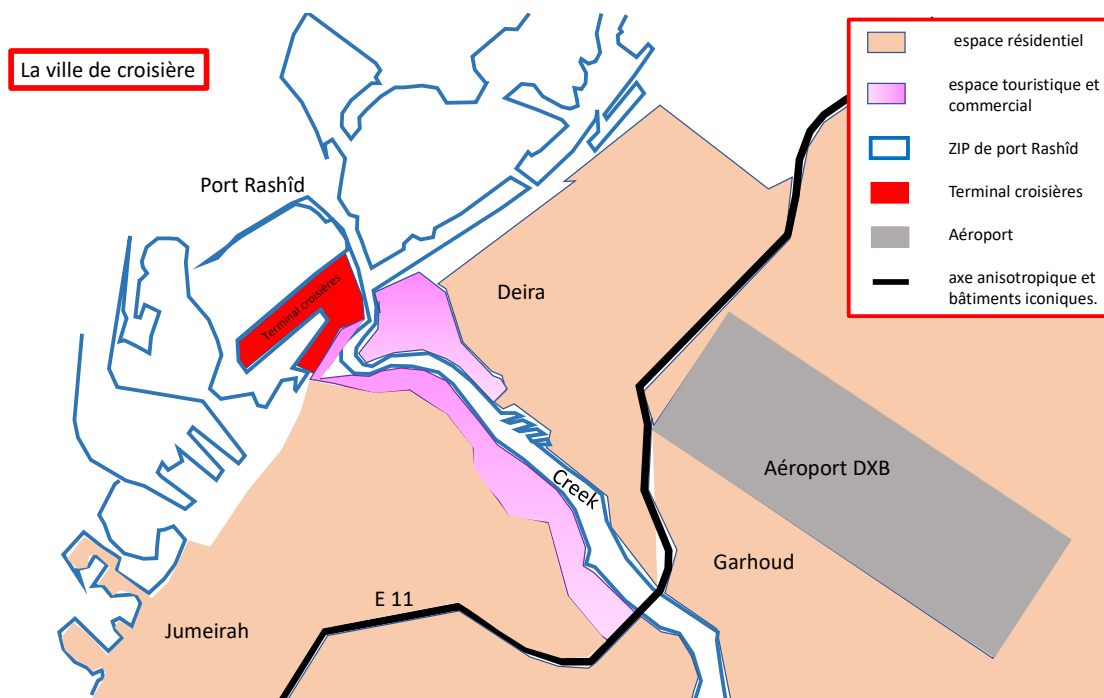 La ville de croisière
espace résidentiel
espace touristique et
commercial
ZIP de port Rashîd
Terminal croisières
Aéroport
axe anisotropique et
bâtiments iconiques.
Port Rashîd
Terminal croisières
Deira
Aéroport DXB
Creek
Garhoud
E 11
Jumeirah